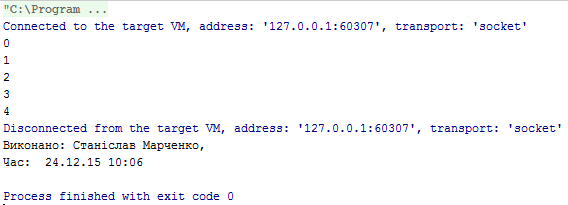 "C:\Program ...
Connected to the target VM, address: '127.0.0.1:60307', transport: 'socket'
0
1
2
3
4
Disconnected from the target VM, address: '127.0.0.1:60307', transport: 'socket'
Виконано: Станіслав Марченко,
Час:  24.12.15 10:06
Process finished with exit code 0